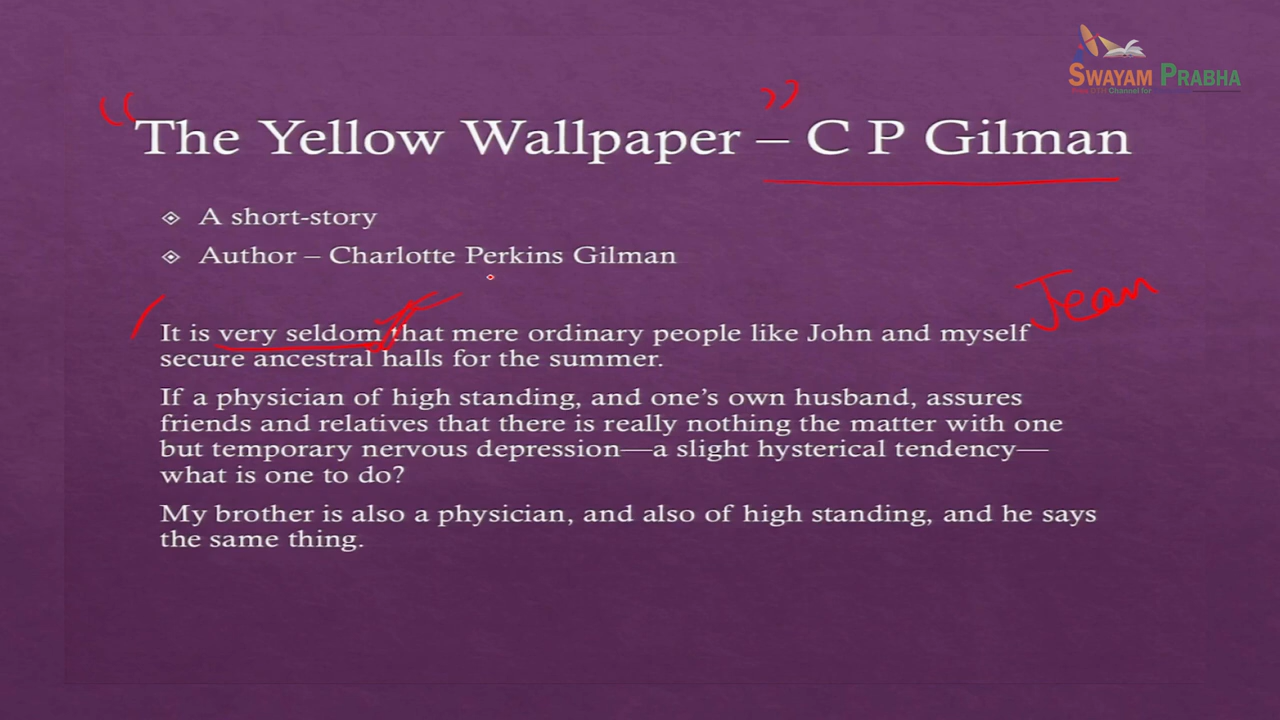 SWAYAM PRABHA
Free DTH Channel for
“The Yellow Wallpaper” – C P Gilman
A short-story
Author – Charlotte Perkins Gilman
Jean
It is very seldom that mere ordinary people like John and myself
secure ancestral halls for the summer.
If a physician of high standing, and one’s own husband, assures
friends and relatives that there is really nothing the matter with one
but temporary nervous depression—a slight hysterical tendency—
what is one to do?
My brother is also a physician, and also of high standing, and he says
the same thing.